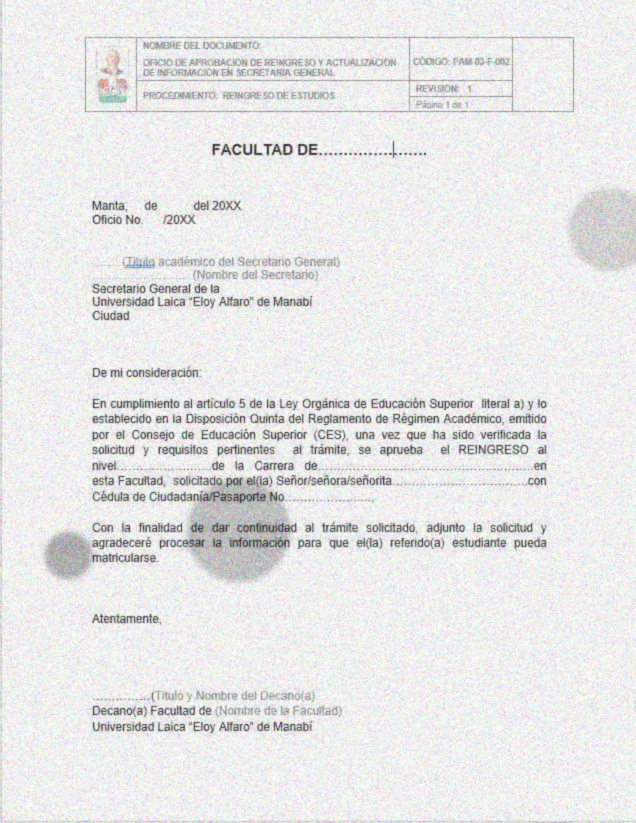 NOMBRE DEL DOCUMENTO:
OFICIO DE APROBACIÓN DE REINGRESO Y ACTUALIZACIÓN
DE INFORMACIÓN EN SECRETARÍA GENERAL
CÓDIGO: PAM-03-F-002
PROCEDIMIENTO: REINGRESO DE ESTUDIOS
REVISIÓN: 1
Página 1 de 1
FACULTAD DE......................
Manta, de del 20XX
Oficio No. /20XX
....... (Título académico del Secretario General)
........................ (Nombre del Secretario)
Secretario General de la
Universidad Laica “Eloy Alfaro” de Manabí
Ciudad
De mi consideración:
En cumplimiento al artículo 5 de la Ley Orgánica de Educación Superior literal a) y lo
establecido en la Disposición Quinta del Reglamento de Régimen Académico, emitido
por el Consejo de Educación Superior (CES), una vez que ha sido verificada la
solicitud y requisitos pertinentes al trámite, se aprueba el REINGRESO al
nivel........................de la Carrera de......................................................en
esta Facultad, solicitado por el(la) Señor/señora/señorita..................................con
Cédula de Ciudadanía/Pasaporte No......................,
Con la finalidad de dar continuidad al trámite solicitado, adjunto la solicitud y
agradeceré procesar la información para que el(la) referido(a) estudiante pueda
matricularse.
Atentamente,
...............(Título y Nombre del Decano(a)
Decano(a) Facultad de (Nombre de la Facultad)
Universidad Laica “Eloy Alfaro” de Manabí